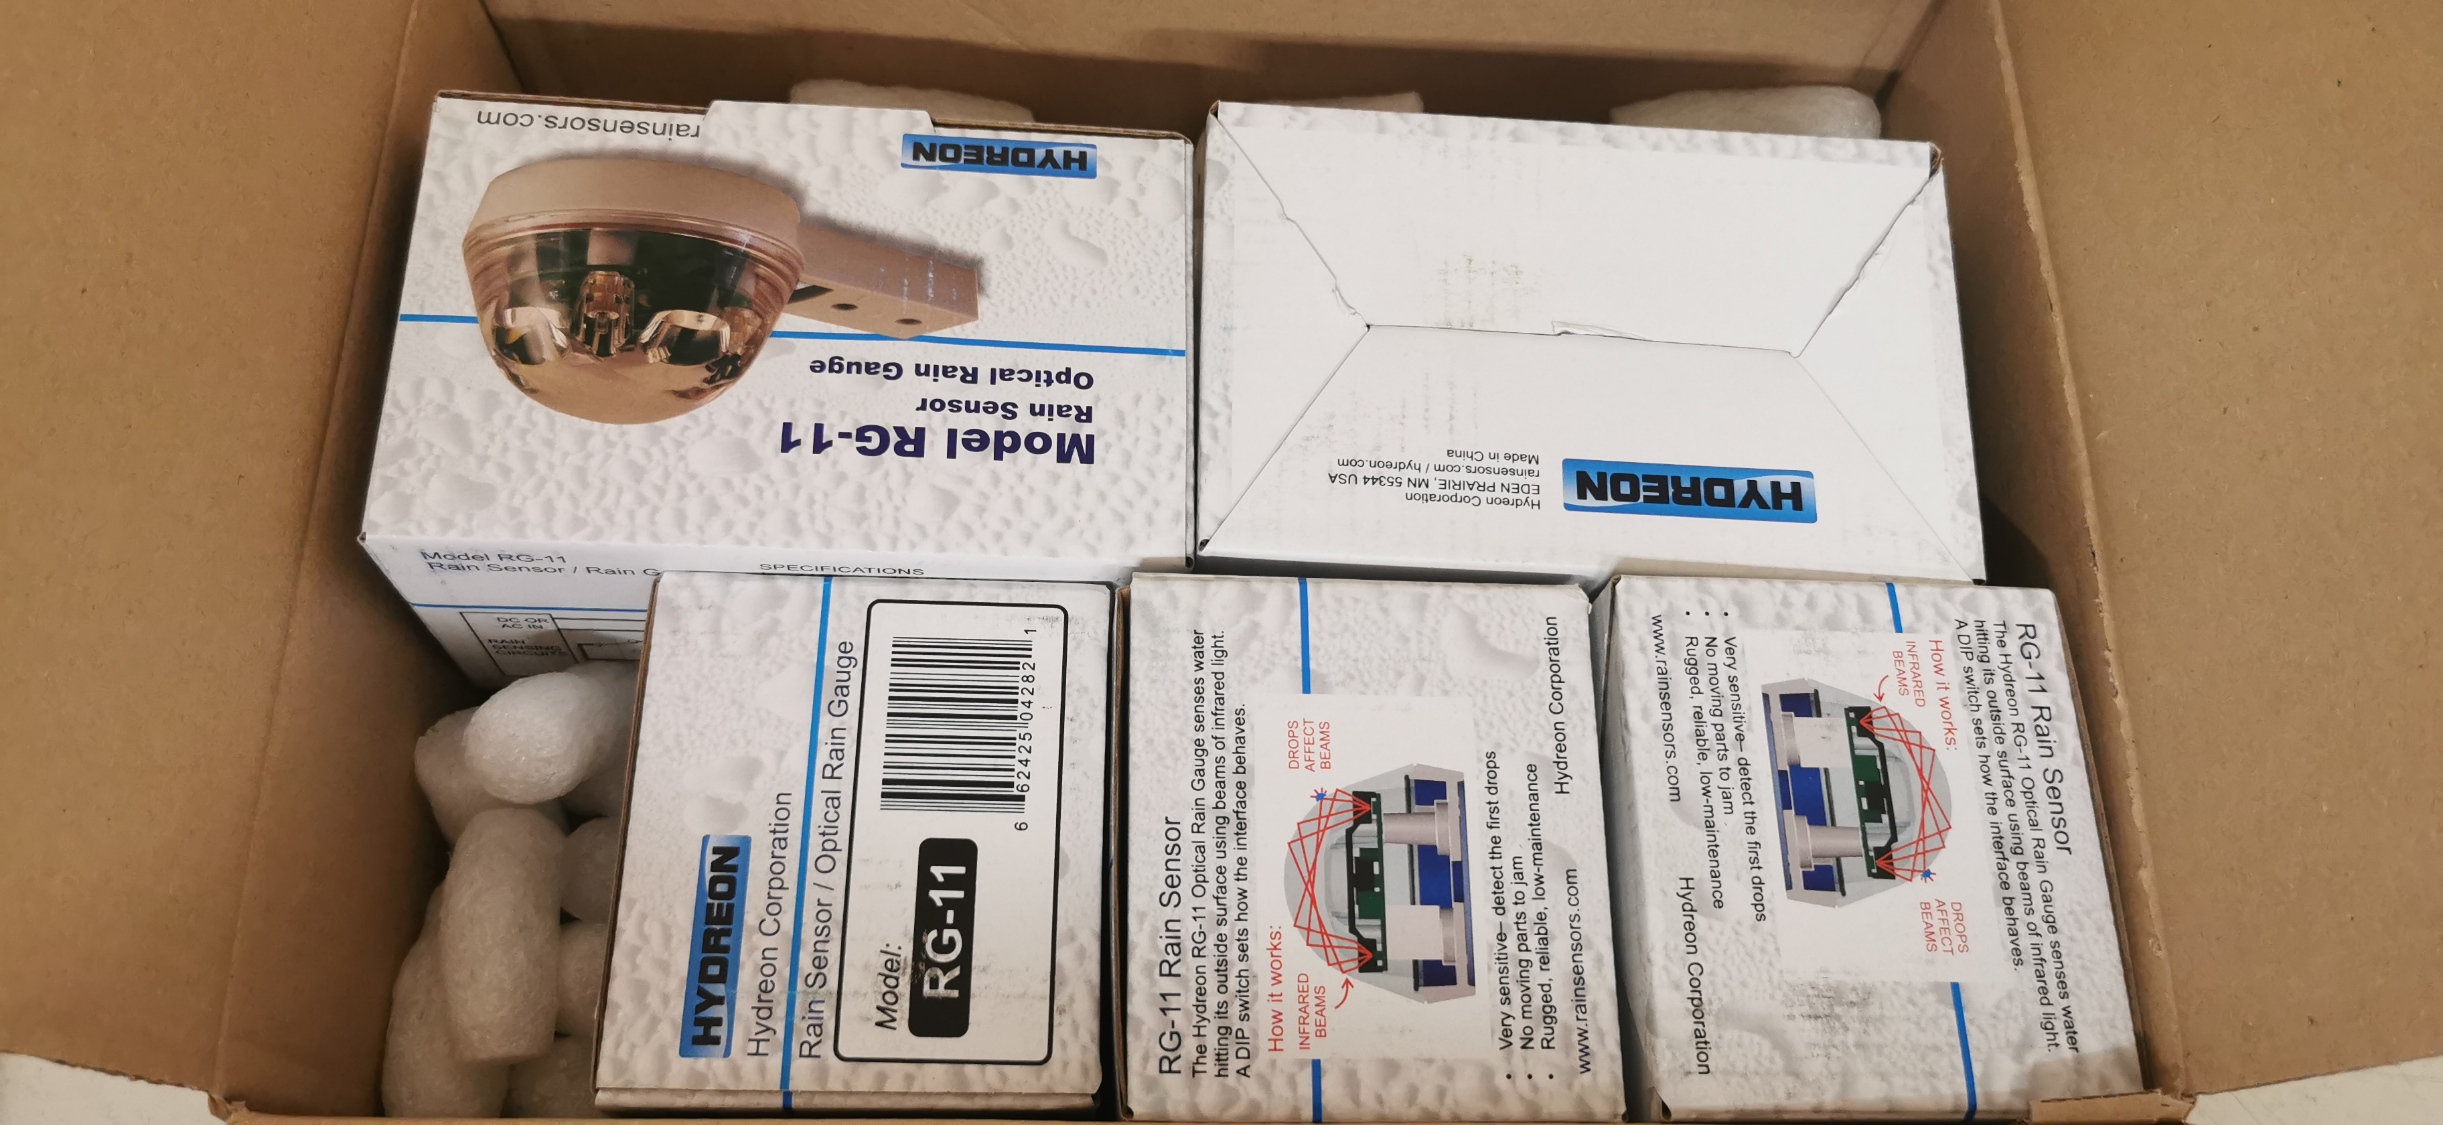 rainsensors.com
HYDREON
Optical Rain Gauge
Rain Sensor
Model RG-11
Model RG-11
Rain Sensor / Rain G
SPECIFICATIONS
DC OR
AC IN
RAIN
SENSING
CIRCUITS
HYDREON
Hydreon Corporation
EDEN PRAIRIE, MN 55344 USA
rainsensors.com / hydreon.com
Made in China
HYDREON
Hydreon Corporation
Rain Sensor / Optical Rain Gauge
Model:
RG-11
6 62425 04282 1
RG-11 Rain Sensor
The Hydreon RG-11 Optical Rain Gauge senses water
hitting its outside surface using beams of infrared light.
A DIP switch sets how the interface behaves.
How it works:
INFRARED
BEAMS
DROPS
AFFECT
BEAMS
• Very sensitive– detect the first drops
• No moving parts to jam
• Rugged, reliable, low-maintenance
www.rainsensors.com
Hydreon Corporation
RG-11 Rain Sensor
The Hydreon RG-11 Optical Rain Gauge senses water
hitting its outside surface using beams of infrared light.
A DIP switch sets how the interface behaves.
How it works:
INFRARED
BEAMS
DROPS
AFFECT
BEAMS
• Very sensitive– detect the first drops
• No moving parts to jam
• Rugged, reliable, low-maintenance
www.rainsensors.com
Hydreon Corporation